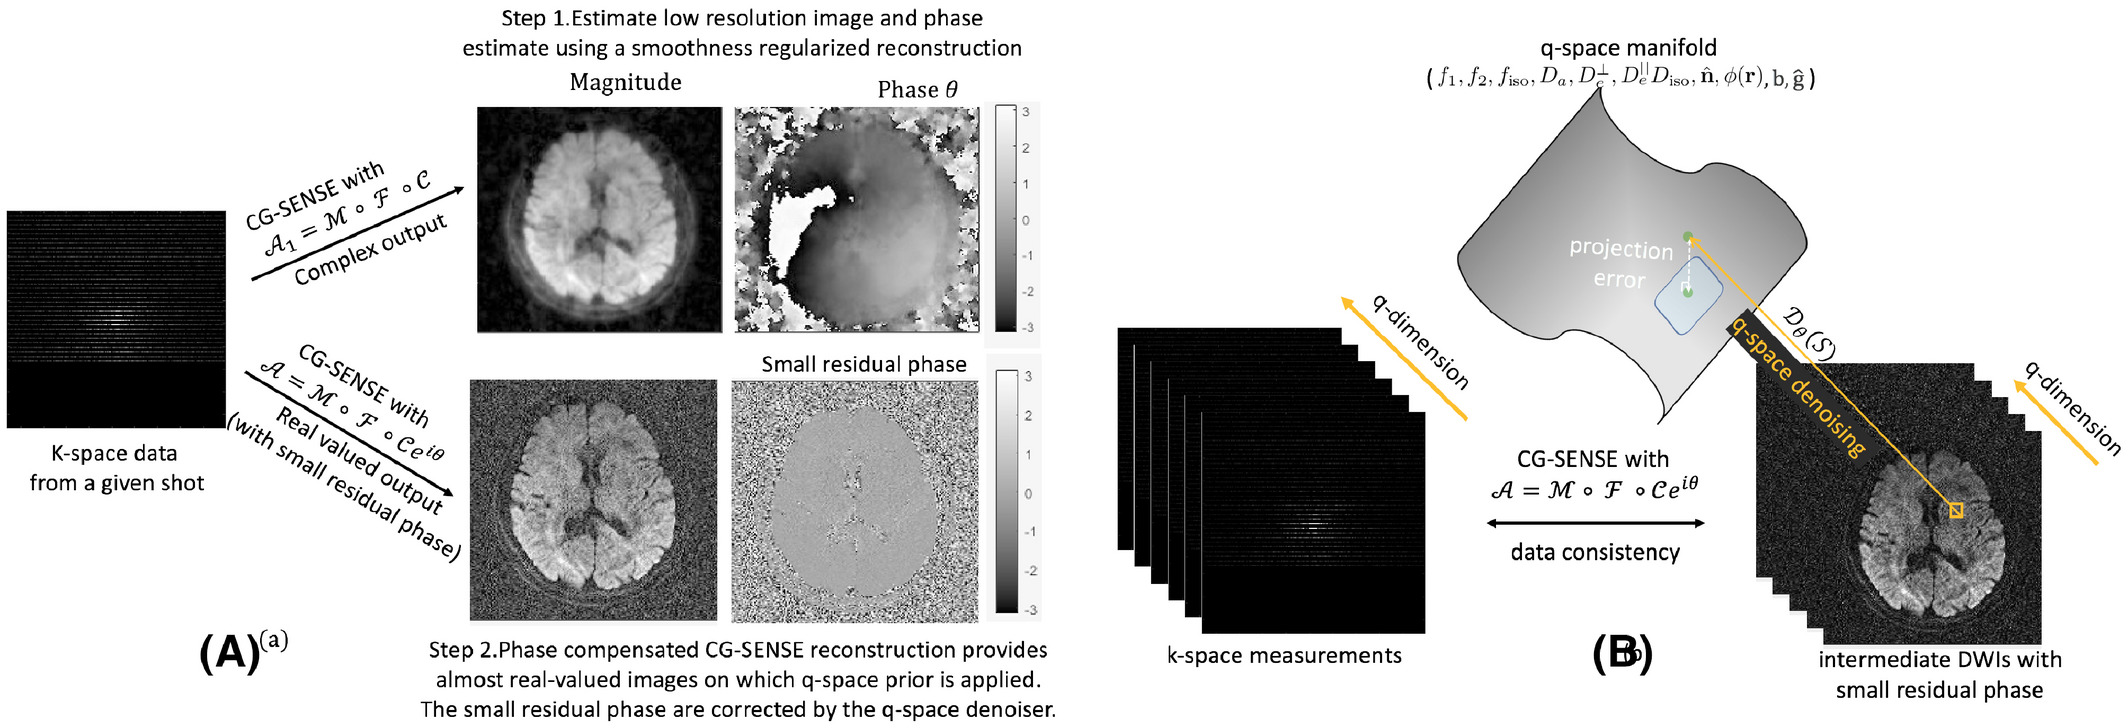 Step 1.Estimate low resolution image and phase
estimate using a smoothness regularized reconstruction
Magnitude
Phase θ
3
2
1
0
-1
-2
-3
CG-SENSE with
𝒜₁ = ℳ ∘ ℱ ∘ 𝒞
Complex output
K-space data
from a given shot
CG-SENSE with
𝒜 = ℳ ∘ ℱ ∘ 𝒞e^{iθ}
Real valued output
(with small residual phase)
Small residual phase
3
2
1
0
-1
-2
-3
(A)
(a)
Step 2.Phase compensated CG-SENSE reconstruction provides
almost real-valued images on which q-space prior is applied.
The small residual phase are corrected by the q-space denoiser.
q-space manifold
( f₁, f₂, f_iso, D_a, D_e^⊥, D_e^{||} D_iso, n̂, ϕ(r), b, ĝ )
projection
error
𝒟_θ(𝒮)
q-space denoising
q-dimension
q-dimension
CG-SENSE with
𝒜 = ℳ ∘ ℱ ∘ 𝒞e^{iθ}
data consistency
k-space measurements
(B)
intermediate DWIs with
small residual phase